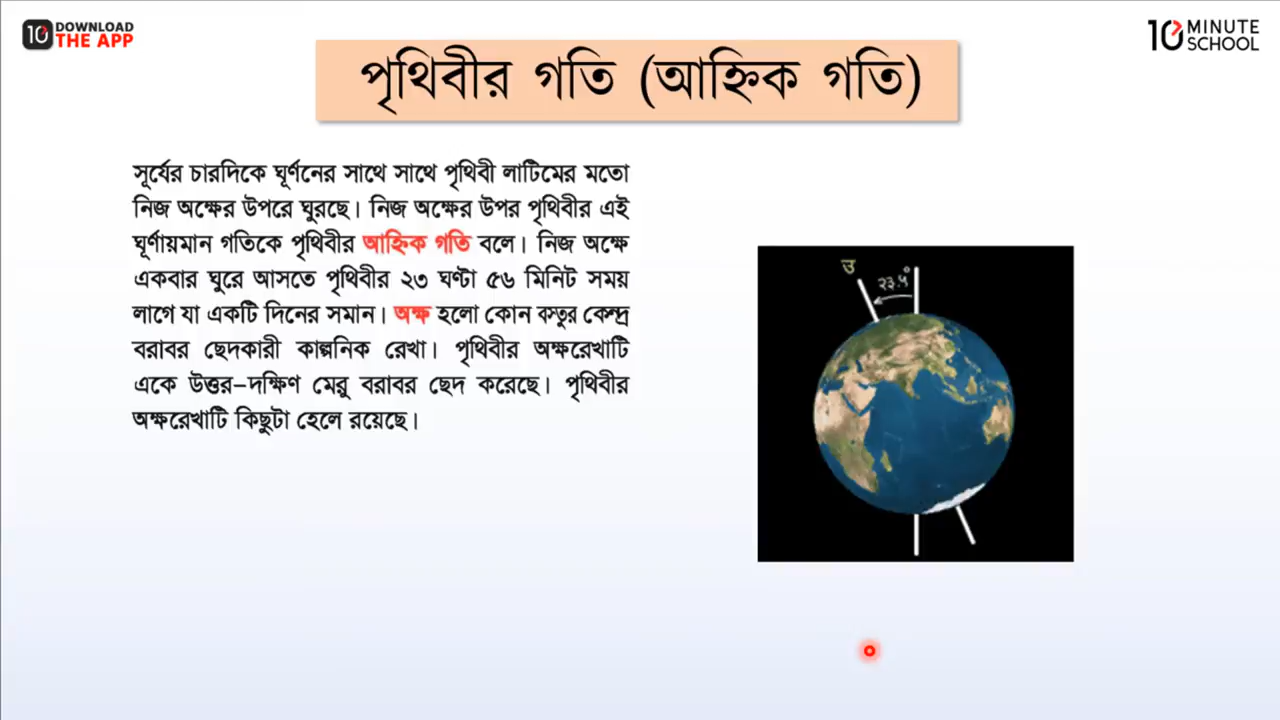 10 DOWNLOAD THE APP
10 MINUTE SCHOOL
পৃথিবীর গতি (আহ্নিক গতি)
সূর্যের চারদিকে ঘূর্ণনের সাথে সাথে পৃথিবী লাটিমের মতো
নিজ অক্ষের উপরে ঘুরছে। নিজ অক্ষের উপর পৃথিবীর এই
ঘূর্ণায়মান গতিকে পৃথিবীর আহ্নিক গতি বলে। নিজ অক্ষে
একবার ঘুরে আসতে পৃথিবীর ২৩ ঘণ্টা ৫৬ মিনিট সময়
লাগে যা একটি দিনের সমান। অক্ষ হলো কোন বস্তুর কেন্দ্র
বরাবর ছেদকারী কাল্পনিক রেখা। পৃথিবীর অক্ষরেখাটি
একে উত্তর–দক্ষিণ মেরু বরাবর ছেদ করেছে। পৃথিবীর
অক্ষরেখাটি কিছুটা হেলে রয়েছে।
উ
২৩.৫°